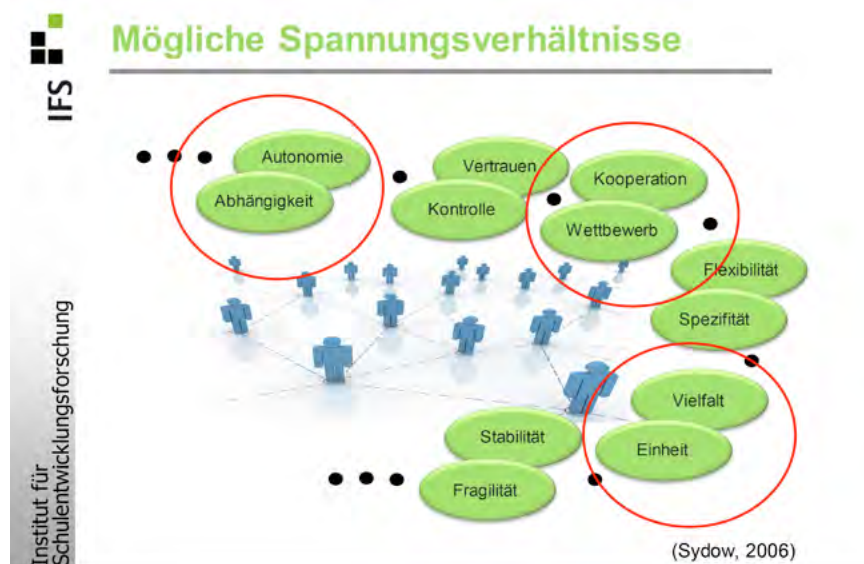 Mögliche Spannungsverhältnisse
IFS
Autonomie
Abhängigkeit
Vertrauen
Kontrolle
Kooperation
Wettbewerb
Flexibilität
Spezifität
Vielfalt
Einheit
Stabilität
Fragilität
Institut für
Schulentwicklungsforschung
(Sydow, 2006)